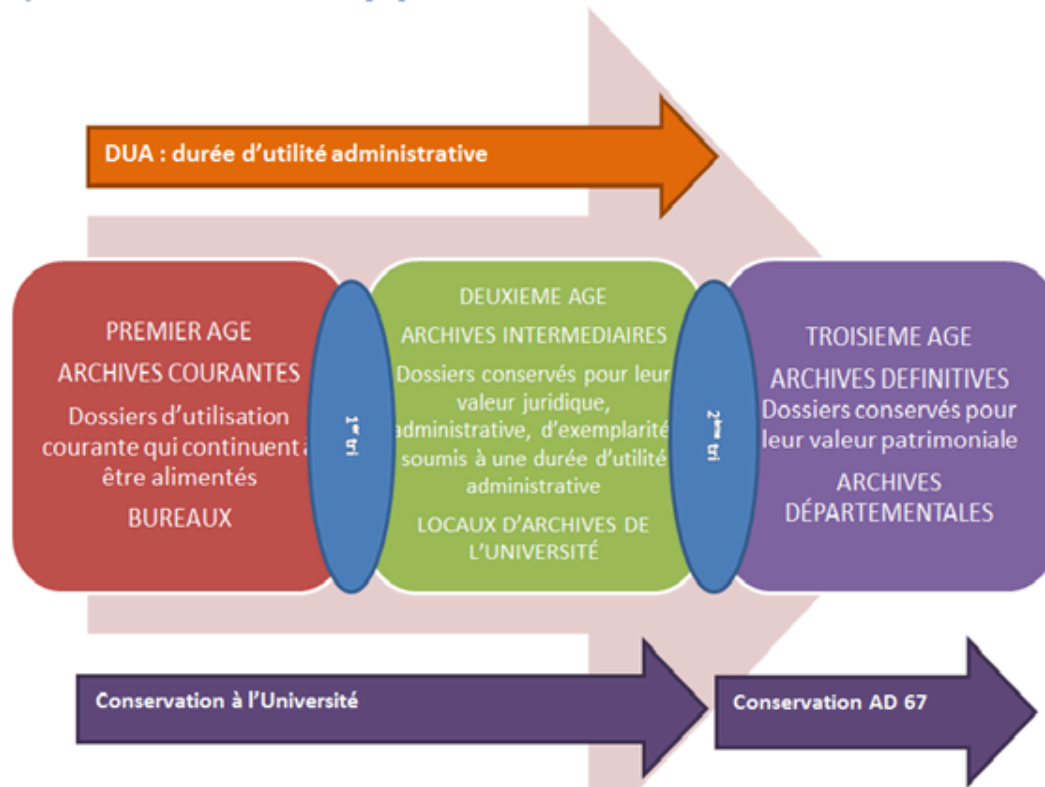 DUA : durée d'utilité administrative
PREMIER AGE
ARCHIVES COURANTES
Dossiers d'utilisation
courante qui continuent à
être alimentés
BUREAUX
1er tri
DEUXIEME AGE
ARCHIVES INTERMEDIAIRES
Dossiers conservés pour leur
valeur juridique,
administrative, d'exemplarité
soumis à une durée d'utilité
administrative
LOCAUX D'ARCHIVES DE
L'UNIVERSITÉ
2ème tri
TROISIEME AGE
ARCHIVES DEFINITIVES
Dossiers conservés pour
leur valeur patrimoniale
ARCHIVES
DÉPARTEMENTALES
Conservation à l'Université
Conservation AD 67